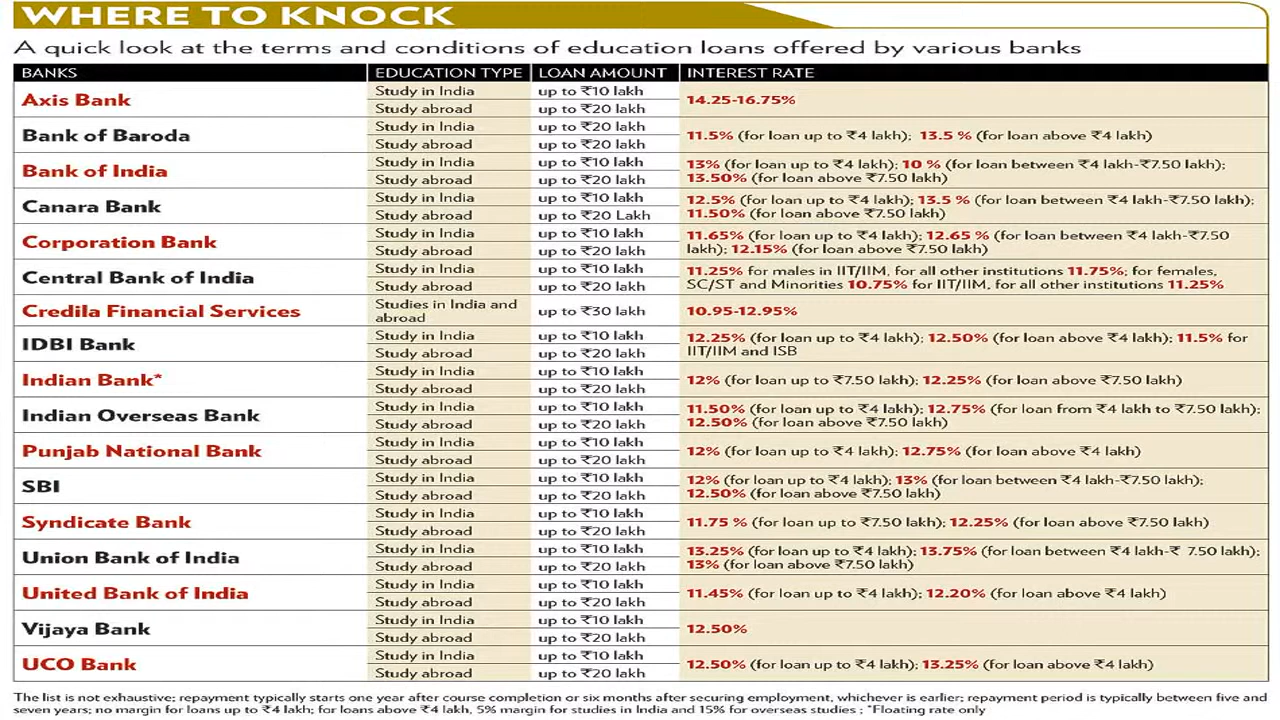 WHERE TO KNOCK
A quick look at the terms and conditions of education loans offered by various banks
BANKS EDUCATION TYPE LOAN AMOUNT INTEREST RATE
Axis Bank
Study in India up to ₹10 lakh
Study abroad up to ₹20 lakh
14.25-16.75%
Bank of Baroda
Study in India up to ₹20 lakh
Study abroad up to ₹20 lakh
11.5% (for loan up to ₹4 lakh); 13.5 % (for loan above ₹4 lakh)
Bank of India
Study in India up to ₹10 lakh
Study abroad up to ₹20 lakh
13% (for loan up to ₹4 lakh); 10 % (for loan between ₹4 lakh-₹7.50 lakh);
13.50% (for loan above ₹7.50 lakh)
Canara Bank
Study in India up to ₹10 lakh
Study abroad up to ₹20 Lakh
12.5% (for loan up to ₹4 lakh); 13.5 % (for loan between ₹4 lakh-₹7.50 lakh);
11.50% (for loan above ₹7.50 lakh)
Corporation Bank
Study in India up to ₹10 lakh
Study abroad up to ₹20 lakh
11.65% (for loan up to ₹4 lakh); 12.65 % (for loan between ₹4 lakh-₹7.50
lakh); 12.15% (for loan above ₹7.50 lakh)
Central Bank of India
Study in India up to ₹10 lakh
Study abroad up to ₹20 lakh
11.25% for males in IIT/IIM, for all other institutions 11.75%; for females,
SC/ST and Minorities 10.75% for IIT/IIM, for all other institutions 11.25%
Credila Financial Services
Studies in India and
abroad
up to ₹30 lakh
10.95-12.95%
IDBI Bank
Study in India up to ₹10 lakh
Study abroad up to ₹20 lakh
12.25% (for loan up to ₹4 lakh); 12.50% (for loan above ₹4 lakh); 11.5% for
IIT/IIM and ISB
Indian Bank*
Study in India up to ₹10 lakh
Study abroad up to ₹20 lakh
12% (for loan up to ₹7.50 lakh); 12.25% (for loan above ₹7.50 lakh)
Indian Overseas Bank
Study in India up to ₹10 lakh
Study abroad up to ₹20 lakh
11.50% (for loan up to ₹4 lakh); 12.75% (for loan from ₹4 lakh to ₹7.50 lakh);
12.50% (for loan above ₹7.50 lakh)
Punjab National Bank
Study in India up to ₹10 lakh
Study abroad up to ₹20 lakh
12% (for loan up to ₹4 lakh); 12.75% (for loan above ₹4 lakh)
SBI
Study in India up to ₹10 lakh
Study abroad up to ₹20 lakh
12% (for loan up to ₹4 lakh); 13% (for loan between ₹4 lakh-₹7.50 lakh);
12.50% (for loan above ₹7.50 lakh)
Syndicate Bank
Study in India up to ₹10 lakh
Study abroad up to ₹20 lakh
11.75 % (for loan up to ₹7.50 lakh); 12.25% (for loan above ₹7.50 lakh)
Union Bank of India
Study in India up to ₹10 lakh
Study abroad up to ₹20 lakh
13.25% (for loan up to ₹4 lakh); 13.75% (for loan between ₹4 lakh-₹ 7.50 lakh);
13% (for loan above ₹7.50 lakh)
United Bank of India
Study in India up to ₹10 lakh
Study abroad up to ₹20 lakh
11.45% (for loan up to ₹4 lakh); 12.20% (for loan above ₹4 lakh)
Vijaya Bank
Study in India up to ₹10 lakh
Study abroad up to ₹20 lakh
12.50%
UCO Bank
Study in India up to ₹10 lakh
Study abroad up to ₹20 lakh
12.50% (for loan up to ₹4 lakh); 13.25% (for loan above ₹4 lakh)
The list is not exhaustive; repayment typically starts one year after course completion or six months after securing employment, whichever is earlier; repayment period is typically between five and
seven years; no margin for loans up to ₹4 lakh; for loans above ₹4 lakh, 5% margin for studies in India and 15% for overseas studies ; *Floating rate only